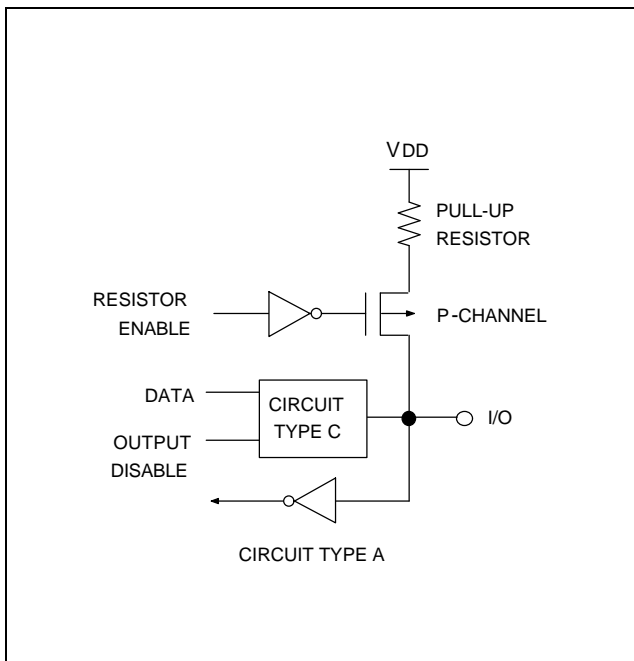 VDD
PULL-UP
RESISTOR
RESISTOR
ENABLE
P-CHANNEL
DATA
CIRCUIT
TYPE C
I/O
OUTPUT
DISABLE
CIRCUIT TYPE A